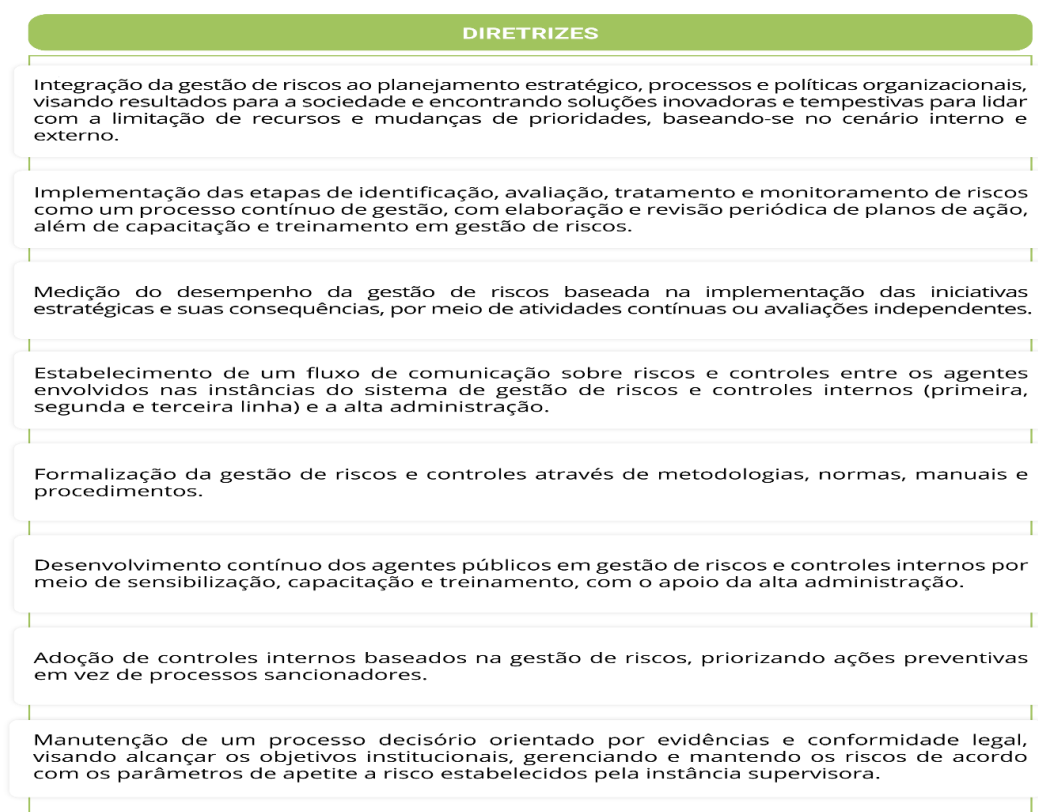 DIRETRIZES
Integração da gestão de riscos ao planejamento estratégico, processos e políticas organizacionais,
visando resultados para a sociedade e encontrando soluções inovadoras e tempestivas para lidar
com a limitação de recursos e mudanças de prioridades, baseando-se no cenário interno e
externo.
Implementação das etapas de identificação, avaliação, tratamento e monitoramento de riscos
como um processo contínuo de gestão, com elaboração e revisão periódica de planos de ação,
além de capacitação e treinamento em gestão de riscos.
Medição do desempenho da gestão de riscos baseada na implementação das iniciativas
estratégicas e suas consequências, por meio de atividades contínuas ou avaliações independentes.
Estabelecimento de um fluxo de comunicação sobre riscos e controles entre os agentes
envolvidos nas instâncias do sistema de gestão de riscos e controles internos (primeira,
segunda e terceira linha) e a alta administração.
Formalização da gestão de riscos e controles através de metodologias, normas, manuais e
procedimentos.
Desenvolvimento contínuo dos agentes públicos em gestão de riscos e controles internos por
meio de sensibilização, capacitação e treinamento, com o apoio da alta administração.
Adoção de controles internos baseados na gestão de riscos, priorizando ações preventivas
em vez de processos sancionadores.
Manutenção de um processo decisório orientado por evidências e conformidade legal,
visando alcançar os objetivos institucionais, gerenciando e mantendo os riscos de acordo
com os parâmetros de apetite a risco estabelecidos pela instância supervisora.